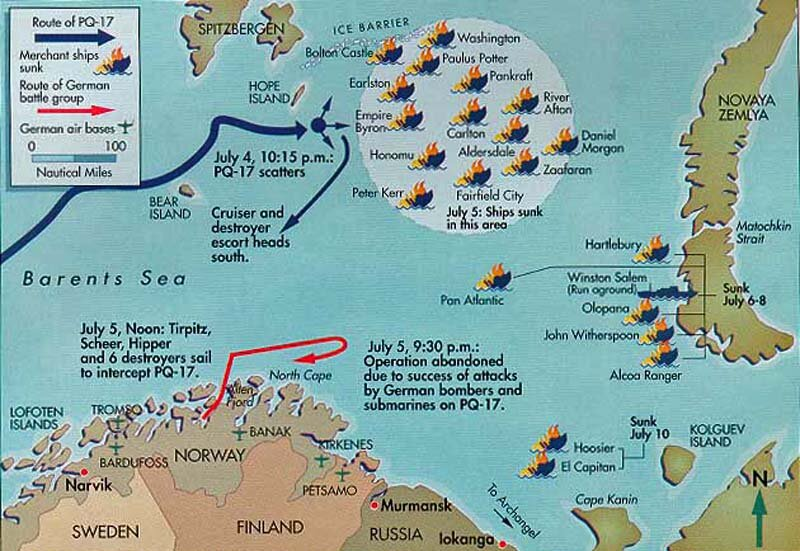 Route of PQ-17
Merchant ships
sunk
Route of German
battle group
German air bases
0 100
Nautical Miles
SPITZBERGEN
ICE BARRIER
Washington
Bolton Castle
Paulus Potter
Pankraft
Earlston
River
Afton
HOPE
ISLAND
Empire
Byron
Carlton
Daniel
Morgan
Honomu
Aldersdale
Zaafaran
Peter Kerr
Fairfield City
July 5: Ships sunk
in this area
NOVAYA
ZEMLYA
July 4, 10:15 p.m.:
PQ-17 scatters
BEAR
ISLAND
Cruiser and
destroyer
escort heads
south.
Matochkin
Strait
Barents Sea
Hartlebury
Pan Atlantic
Winston Salem
(Run aground)
Sunk
July 6-8
Olopana
John Witherspoon
Alcoa Ranger
July 5, Noon: Tirpitz,
Scheer, Hipper
and 6 destroyers sail
to intercept PQ-17.
July 5, 9:30 p.m.:
Operation abandoned
due to success of attacks
by German bombers and
submarines on PQ-17.
North Cape
Alten
Fjord
LOFOTEN
ISLANDS
TROMSO
BANAK
KIRKENES
BARDUFOSS
NORWAY
PETSAMO
Narvik
Murmansk
SWEDEN
FINLAND
RUSSIA
Iokanga
To Archangel
Sunk
July 10
Hoosier
El Capitan
KOLGUEV
ISLAND
Cape Kanin
N